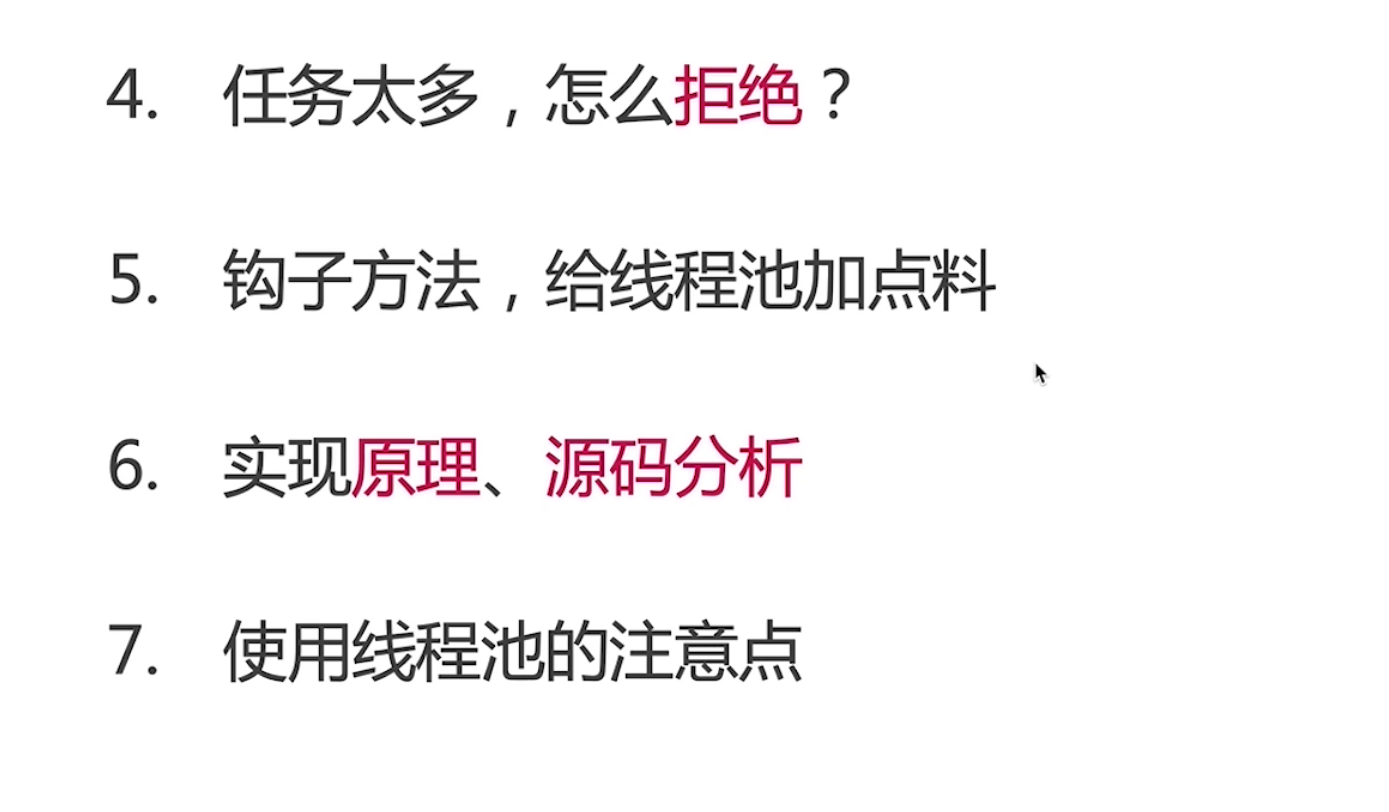 4. 任务太多，怎么拒绝？
5. 钩子方法，给线程池加点料
6. 实现原理、源码分析
7. 使用线程池的注意点